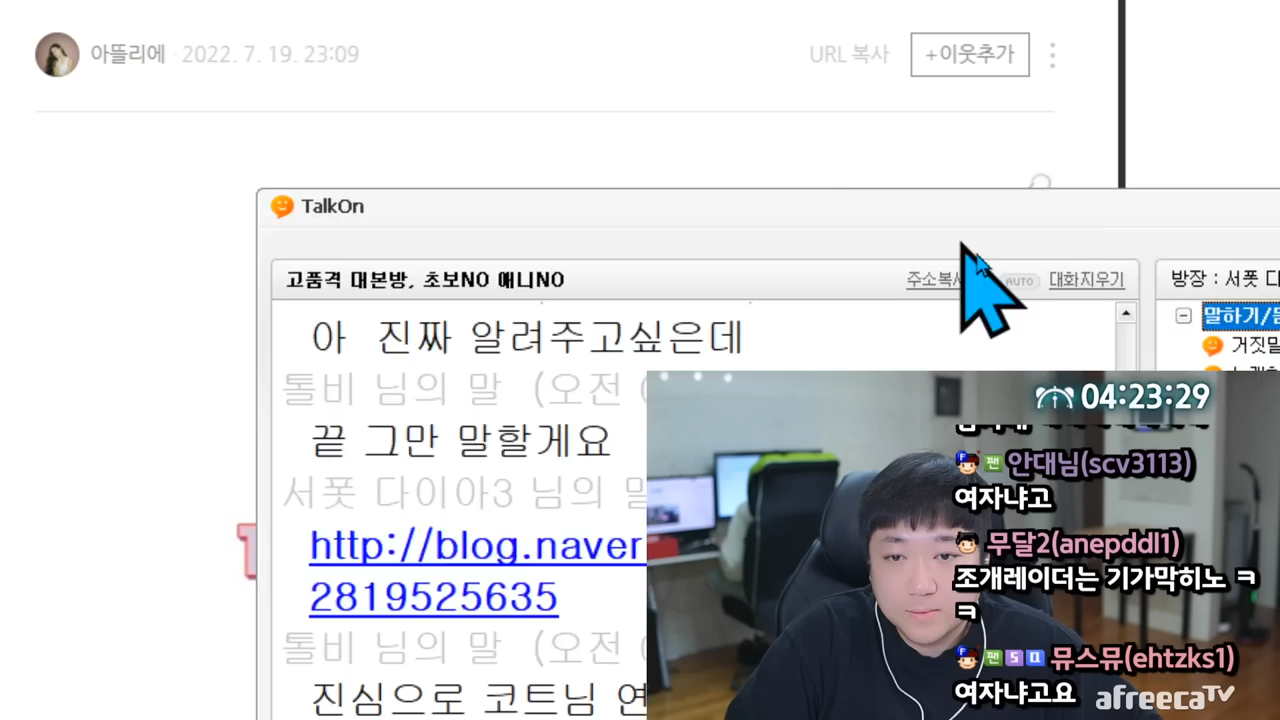 아뜰리에 · 2022. 7. 19. 23:09
URL 복사
+이웃추가
TalkOn
고품격 대본방, 초보NO 애니NO
주소복사
AUTO
대화지우기
방장 : 서폿
아 진짜 알려주고싶은데
말하기/
거짓말
톨비 님의 말 (오전
끝 그만 말할게요
서폿 다이아3 님의 말
http://blog.naver
2819525635
톨비 님의 말 (오전
진심으로 코트님
04:23:29
팬 안대님(scv3113)
여자냐고
무달2(anepddl1)
조개레이더는 기가막히노 ㅋ
ㅋ
팬 뮤스뮤(ehtzks1)
여자냐고요
afreecaTV